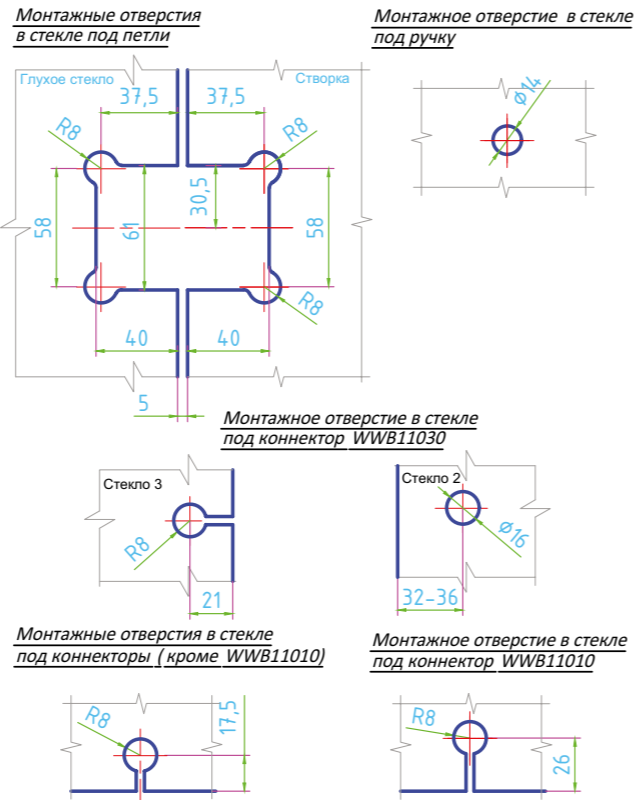 Монтажные отверстия
в стекле под петли
Монтажное отверстие в стекле
под ручку
Глухое стекло
Створка
37,5
37,5
R8
R8
58
61
30,5
58
R8
40
40
5
Ø14
Монтажное отверстие в стекле
под коннектор WWB11030
Стекло 3
R8
21
Стекло 2
Ø16
32-36
Монтажные отверстия в стекле
под коннекторы (кроме WWB11010)
R8
17,5
Монтажное отверстие в стекле
под коннектор WWB11010
R8
26